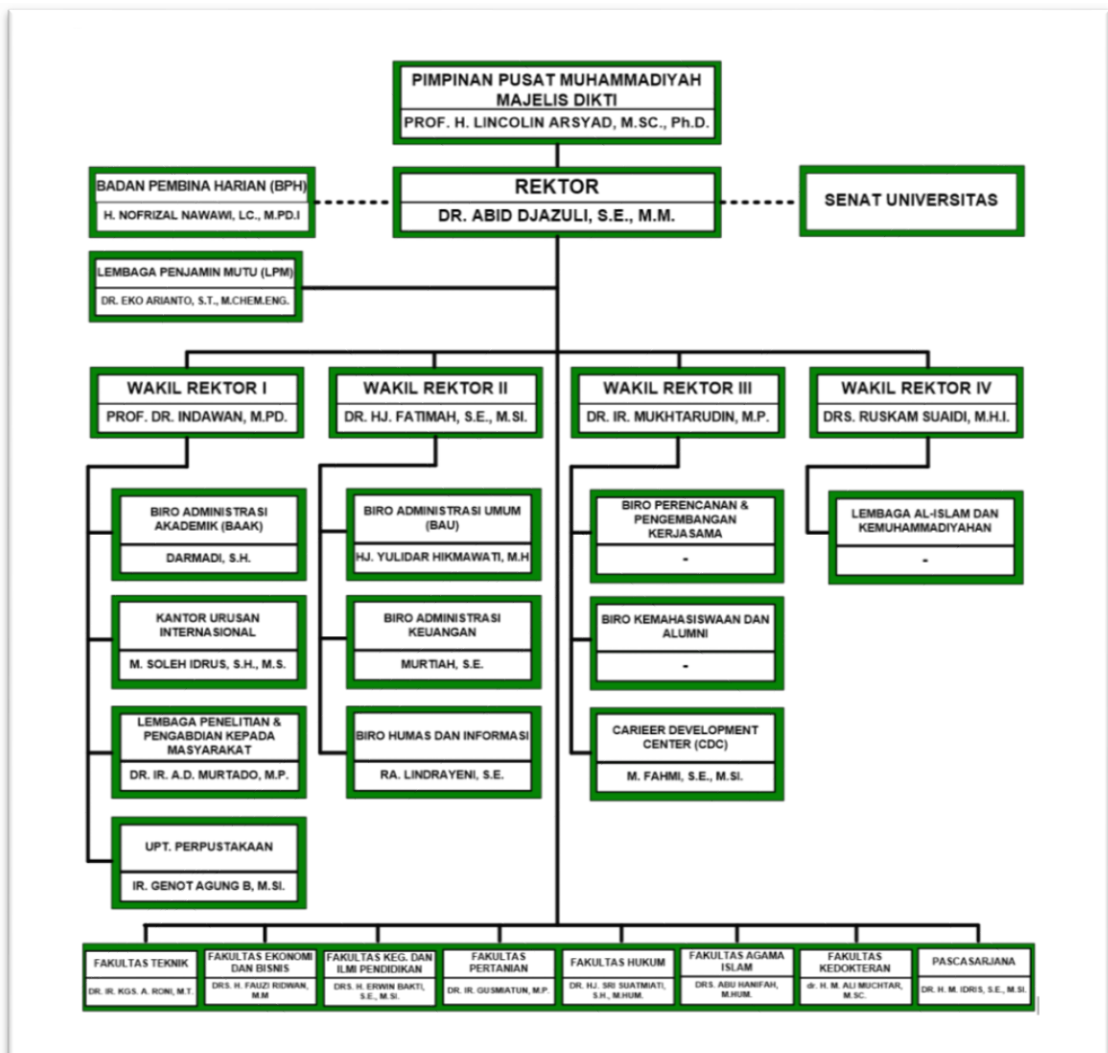 PIMPINAN PUSAT MUHAMMADIYAH
MAJELIS DIKTI
PROF. H. LINCOLIN ARSYAD, M.SC., Ph.D.
BADAN PEMBINA HARIAN (BPH)
H. NOFRIZAL NAWAWI, LC., M.PD.I
REKTOR
DR. ABID DJAZULI, S.E., M.M.
SENAT UNIVERSITAS
LEMBAGA PENJAMIN MUTU (LPM)
DR. EKO ARIANTO, S.T., M.CHEM.ENG.
WAKIL REKTOR I
PROF. DR. INDAWAN, M.PD.
WAKIL REKTOR II
DR. HJ. FATIMAH, S.E., M.SI.
WAKIL REKTOR III
DR. IR. MUKHTARUDIN, M.P.
WAKIL REKTOR IV
DRS. RUSKAM SUAIDI, M.H.I.
BIRO ADMINISTRASI
AKADEMIK (BAAK)
DARMADI, S.H.
KANTOR URUSAN
INTERNASIONAL
M. SOLEH IDRUS, S.H., M.S.
LEMBAGA PENELITIAN &
PENGABDIAN KEPADA
MASYARAKAT
DR. IR. A.D. MURTADO, M.P.
UPT. PERPUSTAKAAN
IR. GENOT AGUNG B, M.SI.
BIRO ADMINISTRASI UMUM
(BAU)
HJ. YULIDAR HIKMAWATI, M.H
BIRO ADMINISTRASI
KEUANGAN
MURTIAH, S.E.
BIRO HUMAS DAN INFORMASI
RA. LINDRAYENI, S.E.
BIRO PERENCANAN &
PENGEMBANGAN
KERJASAMA
-
BIRO KEMAHASISWAAN DAN
ALUMNI
-
CARIEER DEVELOPMENT
CENTER (CDC)
M. FAHMI, S.E., M.SI.
LEMBAGA AL-ISLAM DAN
KEMUHAMMADIYAHAN
-
FAKULTAS TEKNIK
DR. IR. KGS. A. RONI, M.T.
FAKULTAS EKONOMI
DAN BISNIS
DRS. H. FAUZI RIDWAN,
M.M
FAKULTAS KEG. DAN
ILMI PENDIDIKAN
DRS. H. ERWIN BAKTI,
S.E., M.SI.
FAKULTAS
PERTANIAN
DR. IR. GUSMIATUN, M.P.
FAKULTAS HUKUM
DR. HJ. SRI SUATMIATI,
S.H., M.HUM.
FAKULTAS AGAMA
ISLAM
DRS. ABU HANIFAH,
M.HUM.
FAKULTAS
KEDOKTERAN
dr. H. M. ALI MUCHTAR,
M.SC.
PASCASARJANA
DR. H. M. IDRIS, S.E., M.SI.